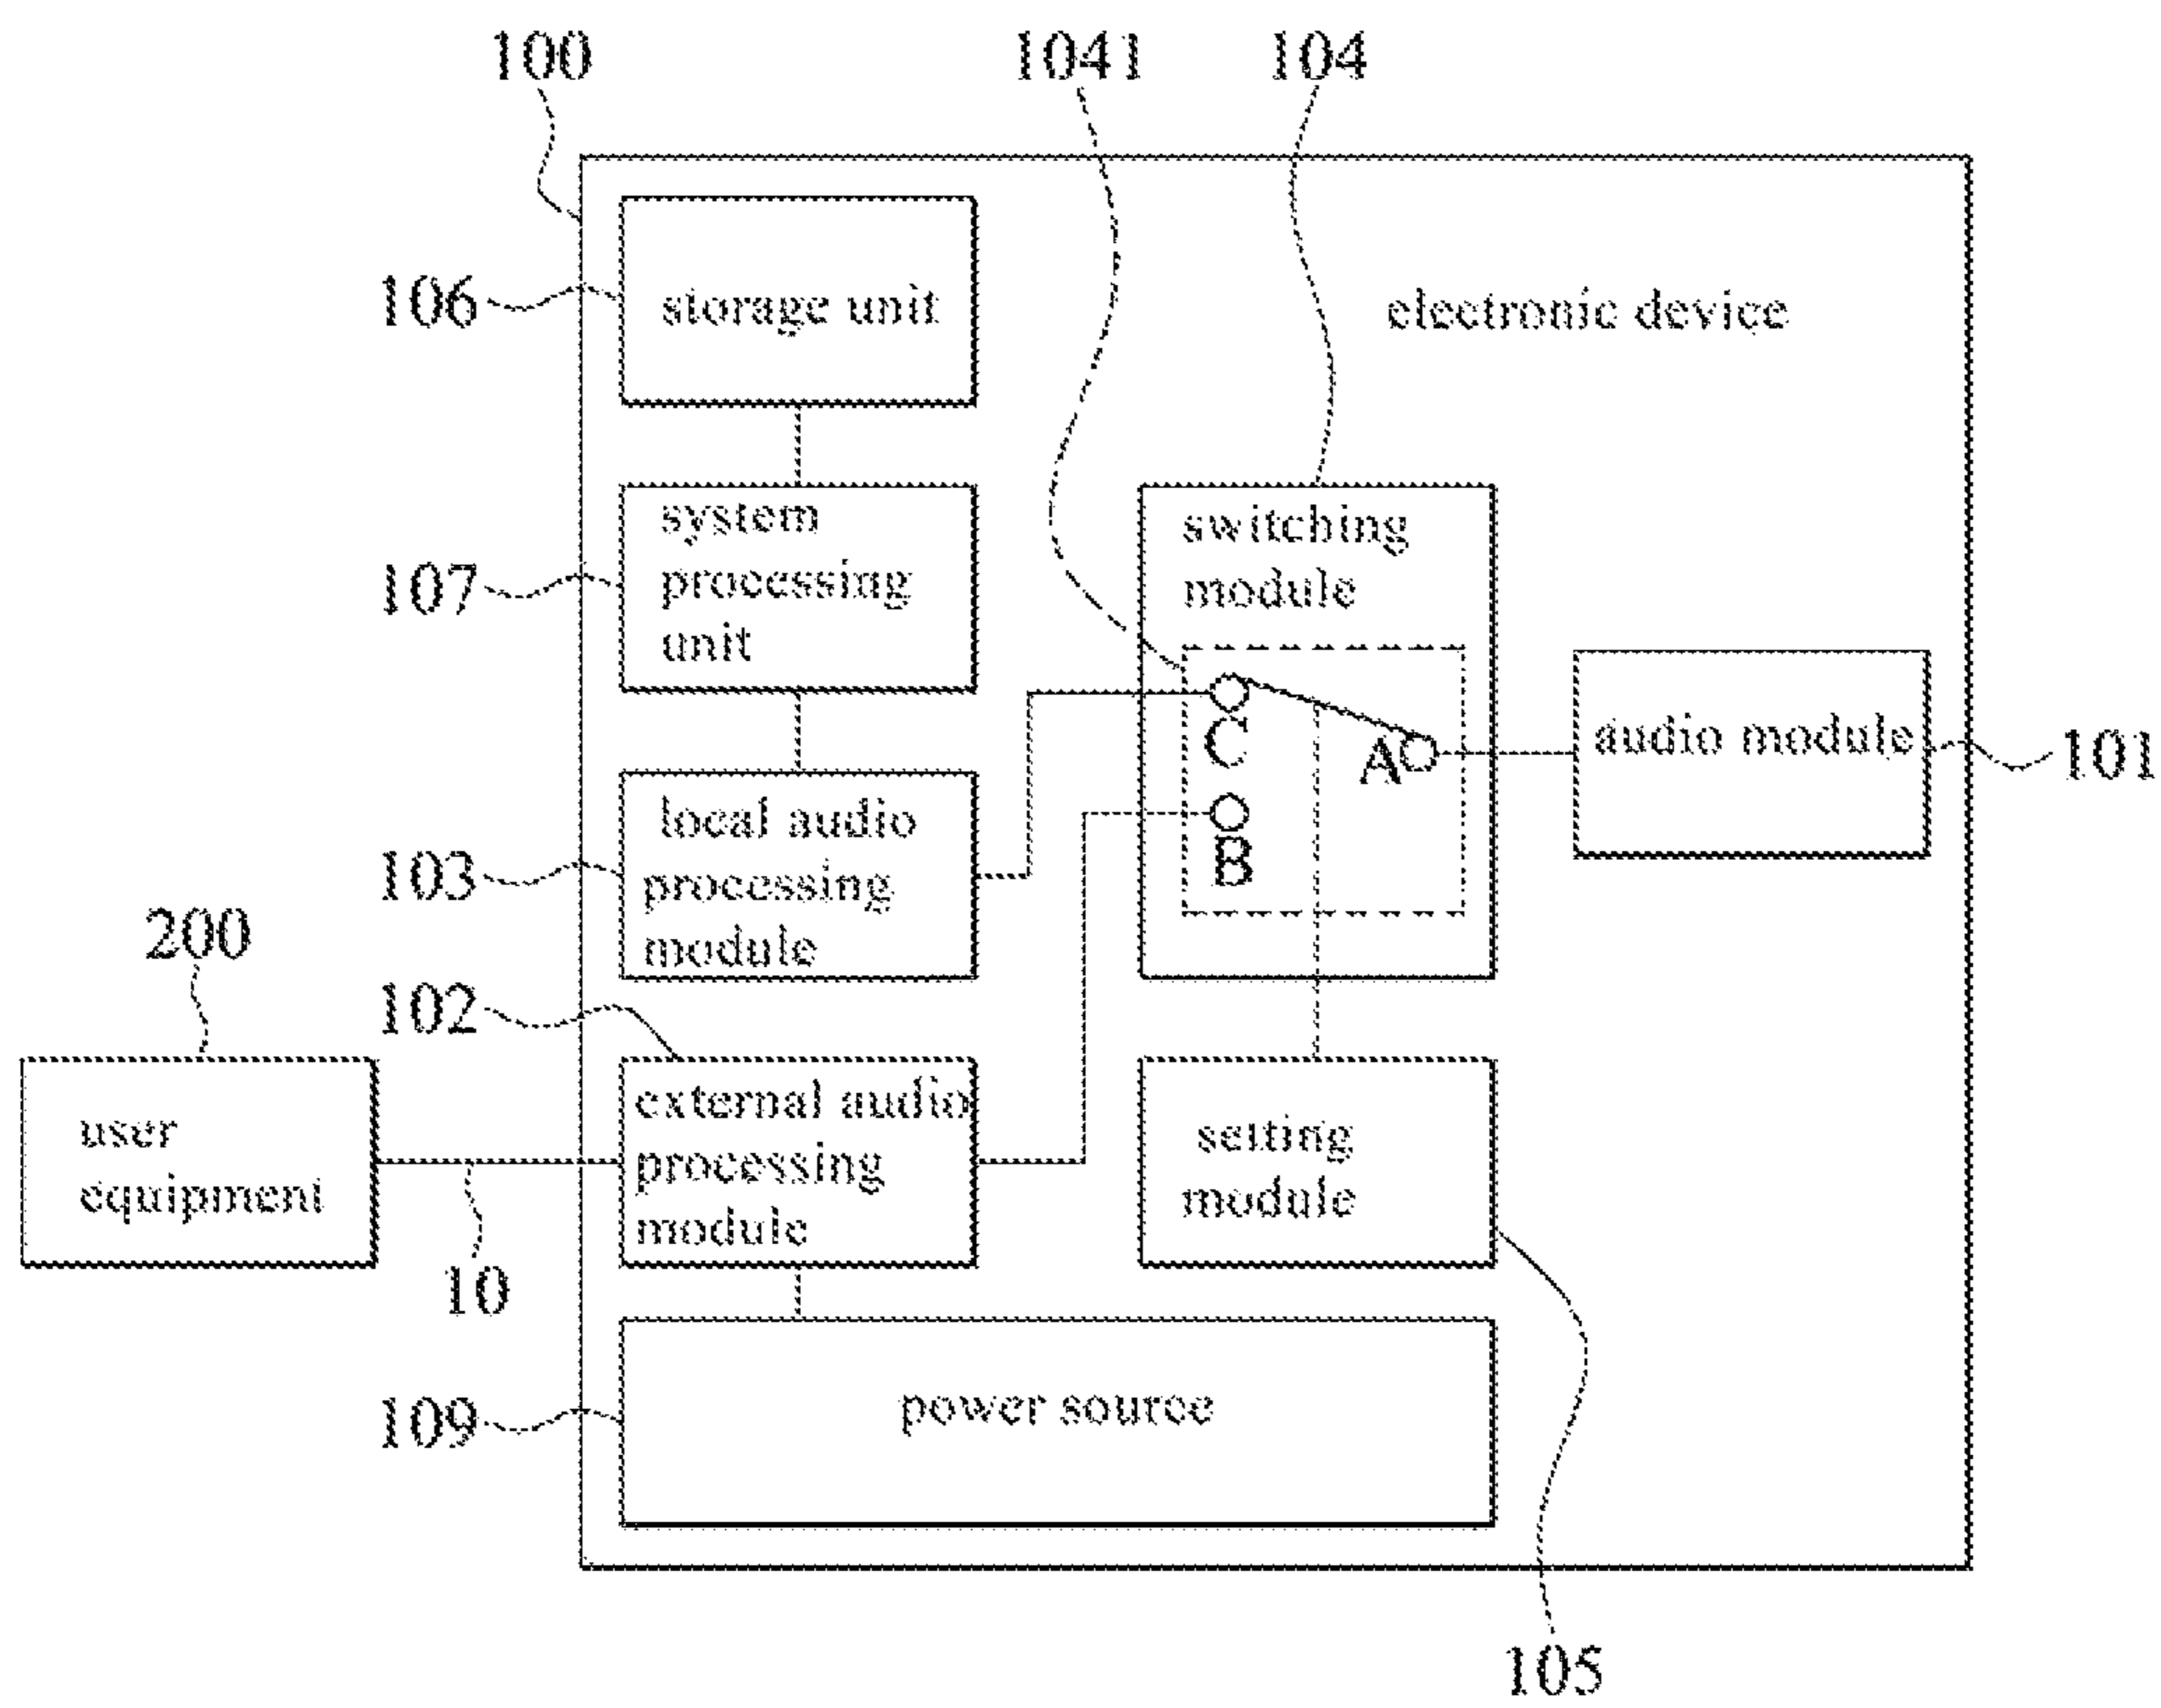 100
1041
104
106
storage unit
electronic device
107
system
processing
unit
switching
module
C
A
B
audio module
101
103
local audio
processing
module
200
102
user
equipment
10
external audio
processing
module
setting
module
109
power source
105